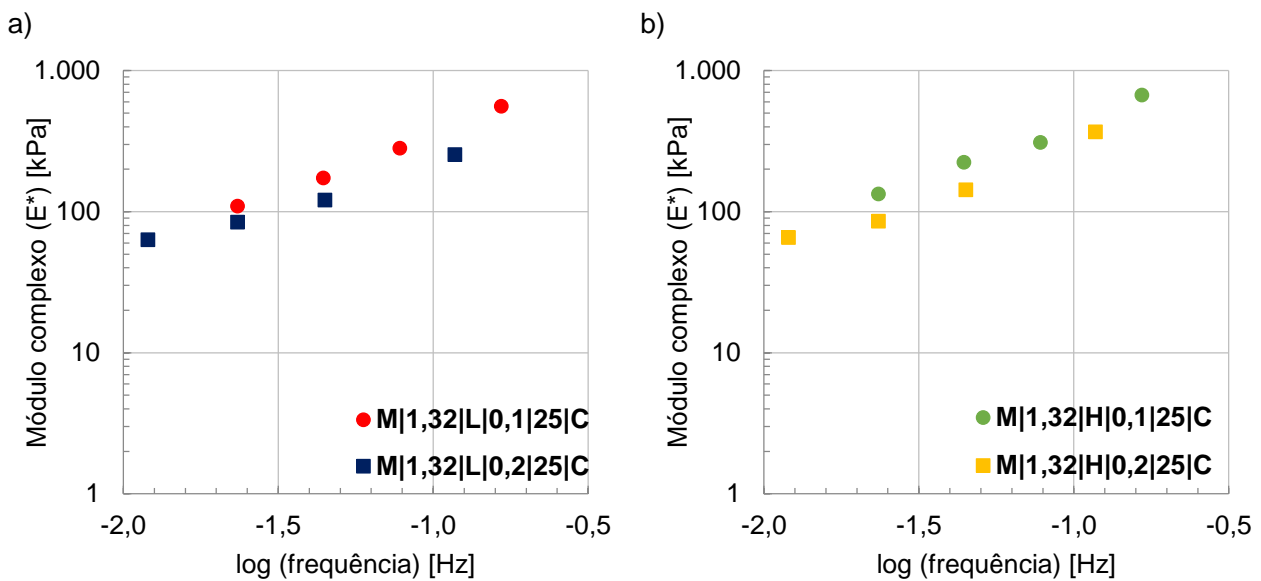 a)
Módulo complexo (E*) [kPa]
1.000
100
10
1
M|1,32|L|0,1|25|C
M|1,32|L|0,2|25|C
-2,0 -1,5 -1,0 -0,5
log (frequência) [Hz]
b)
Módulo complexo (E*) [kPa]
1.000
100
10
1
M|1,32|H|0,1|25|C
M|1,32|H|0,2|25|C
-2,0 -1,5 -1,0 -0,5
log (frequência) [Hz]